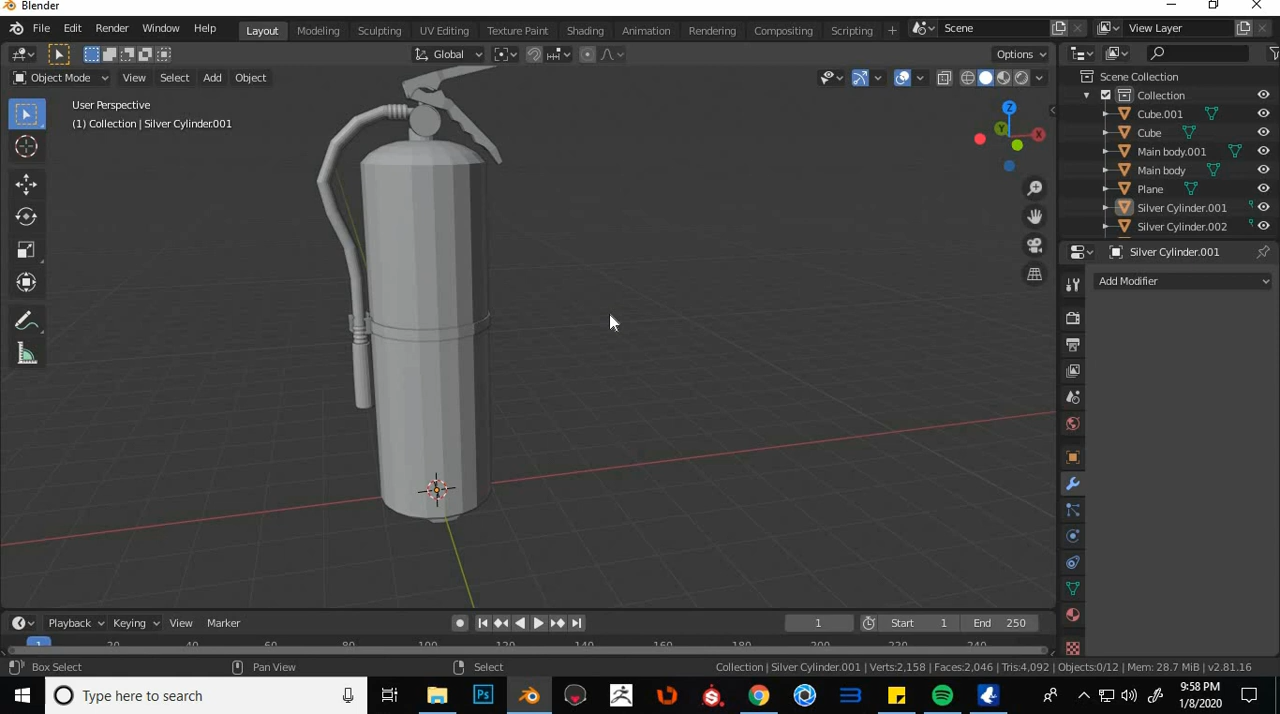 Blender
File Edit Render Window Help Layout Modeling Sculpting UV Editing Texture Paint Shading Animation Rendering Compositing Scripting + Scene View Layer
Global Options
Object Mode View Select Add Object
User Perspective
(1) Collection | Silver Cylinder.001
Z
Y
X
Scene Collection
Collection
Cube.001
Cube
Main body.001
Main body
Plane
Silver Cylinder.001
Silver Cylinder.002
Silver Cylinder.001
Add Modifier
Playback Keying View Marker 1 Start 1 End 250
1 20 40 60 80 100 120 140 160 180 200 220 240
Box Select Pan View Select Collection | Silver Cylinder.001 | Verts:2,158 | Faces:2,046 | Tris:4,092 | Objects:0/12 | Mem: 28.7 MiB | v2.81.16
Type here to search Ps 9:58 PM
1/8/2020